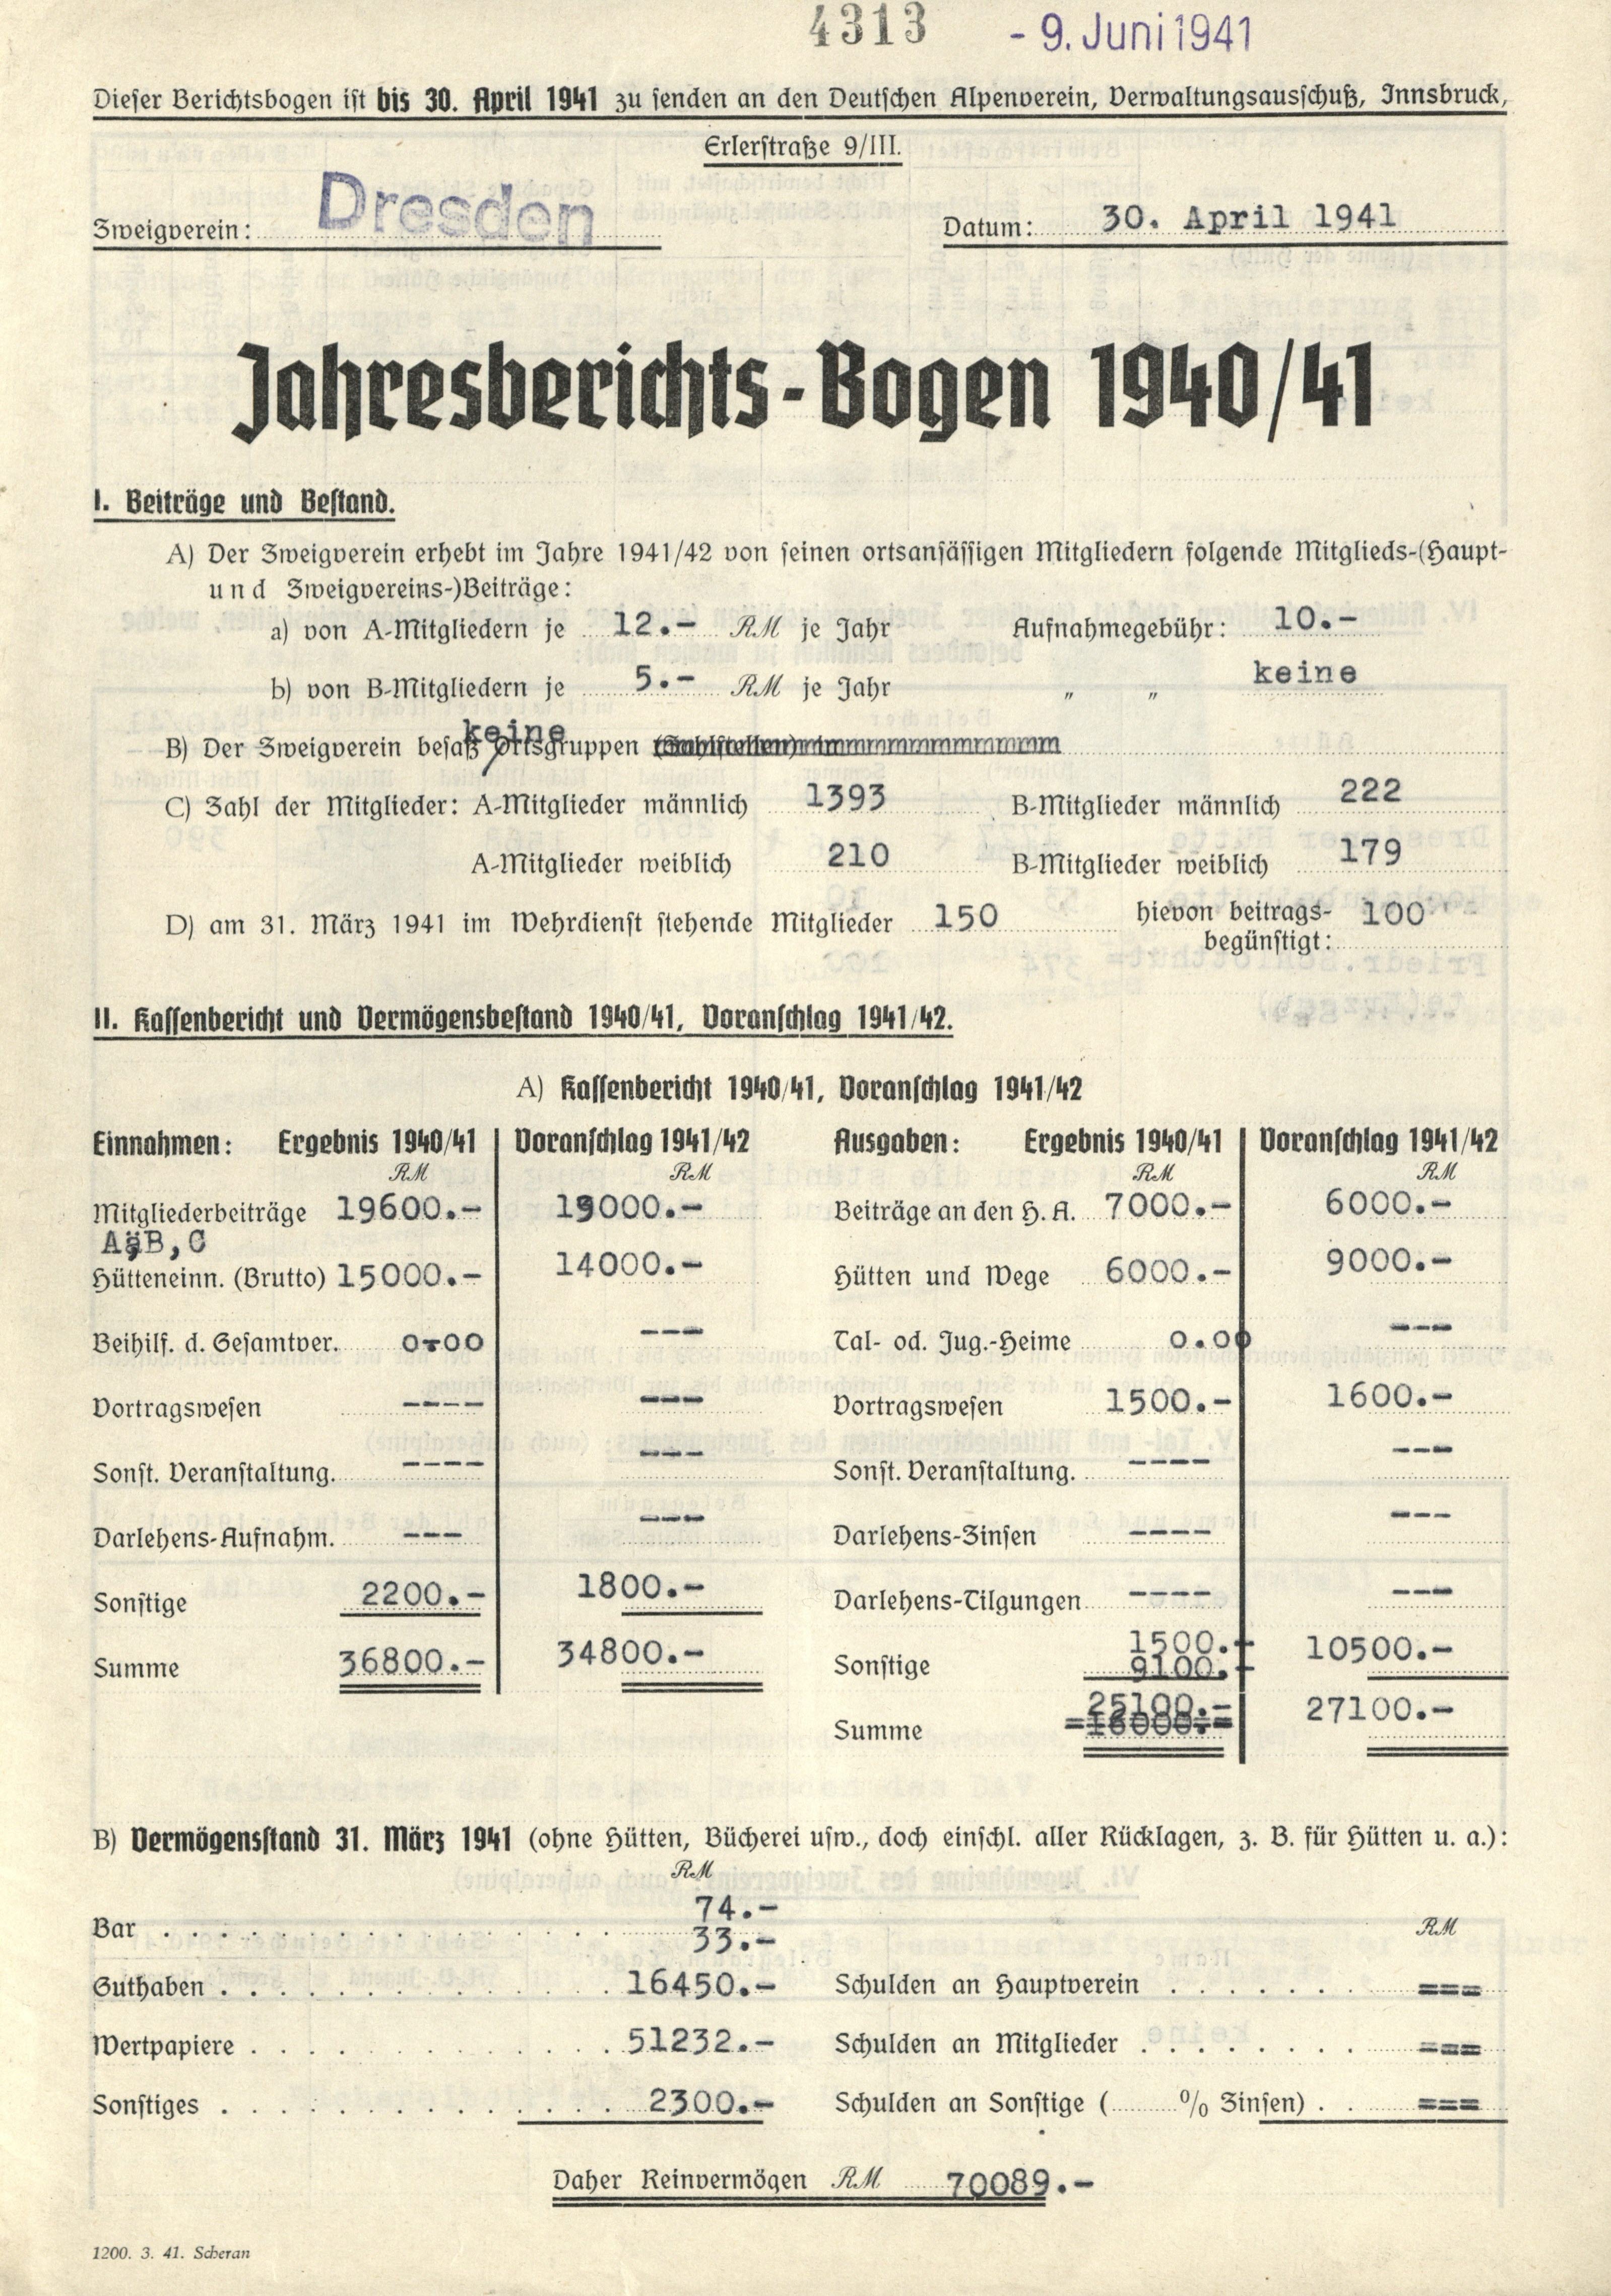 4313 - 9. Juni 1941
Dieser Berichtsbogen ist bis 30. April 1941 zu senden an den Deutschen Alpenverein, Verwaltungsausschuß, Innsbruck,
Erlerstraße 9/III.
Zweigverein: Dresden Datum: 30. April 1941
Jahresberichts-Bogen 1940/41
I. Beiträge und Bestand.
A) Der Zweigverein erhebt im Jahre 1941/42 von seinen ortsansässigen Mitgliedern folgende Mitglieds-(Haupt-
und Zweigvereins-)Beiträge:
a) von A-Mitgliedern je 12.- RM je Jahr Aufnahmegebühr: 10.-
b) von B-Mitgliedern je 5.- RM je Jahr " " keine
keine
B) Der Zweigverein besaß Ortsgruppen (Zahlstellen) in
C) Zahl der Mitglieder: A-Mitglieder männlich 1393 B-Mitglieder männlich 222
A-Mitglieder weiblich 210 B-Mitglieder weiblich 179
D) am 31. März 1941 im Wehrdienst stehende Mitglieder 150 hievon beitrags- 100
begünstigt:
II. Kassenbericht und Vermögensbestand 1940/41, Voranschlag 1941/42.
A) Kassenbericht 1940/41, Voranschlag 1941/42
Einnahmen: Ergebnis 1940/41 Voranschlag 1941/42 Ausgaben: Ergebnis 1940/41 Voranschlag 1941/42
RM RM RM RM
Mitgliederbeiträge 19600.- 19000.- Beiträge an den H. A. 7000.- 6000.-
A,B,C
Hütteneinn. (Brutto) 15000.- 14000.- Hütten und Wege 6000.- 9000.-
Beihilf. d. Gesamtver. 0-00 --- Tal- od. Jug.-Heime 0.00 ---
Vortragswesen ---- --- Vortragswesen 1500.- 1600.-
Sonst. Veranstaltung. ---- --- Sonst. Veranstaltung. ---- ---
Darlehens-Aufnahm. --- --- Darlehens-Zinsen ---- ---
Sonstige 2200.- 1800.- Darlehens-Tilgungen ---- ---
1500.-
Summe 36800.- 34800.- Sonstige 9100.- 10500.-
25100.-
Summe =16000.-= 27100.-
B) Vermögensstand 31. März 1941 (ohne Hütten, Bücherei usw., doch einschl. aller Rücklagen, z. B. für Hütten u. a.):
RM
74.-
Bar 33.- RM
Guthaben 16450.- Schulden an Hauptverein ===
Wertpapiere 51232.- Schulden an Mitglieder ===
Sonstiges 2300.- Schulden an Sonstige ( % Zinsen) ===
Daher Reinvermögen RM 70089.-
1200. 3. 41. Scheran